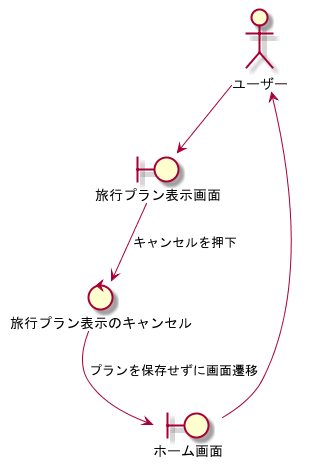 ユーザー
旅行プラン表示画面
キャンセルを押下
旅行プラン表示のキャンセル
プランを保存せずに画面遷移
ホーム画面